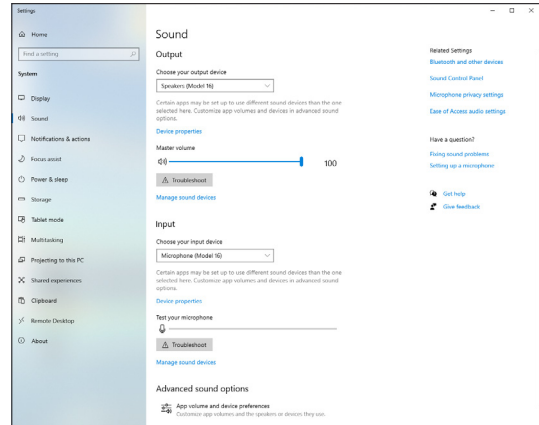 Settings
Home
Find a setting
System
Display
Sound
Notifications & actions
Focus assist
Power & sleep
Storage
Tablet mode
Multitasking
Projecting to this PC
Shared experiences
Clipboard
Remote Desktop
About
Sound
Output
Choose your output device
Speakers (Model 16)
Certain apps may be set up to use different sound devices than the one
selected here. Customize app volumes and devices in advanced sound
options.
Device properties
Master volume
100
Troubleshoot
Manage sound devices
Input
Choose your input device
Microphone (Model 16)
Certain apps may be set up to use different sound devices than the one
selected here. Customize app volumes and devices in advanced sound
options.
Device properties
Test your microphone
Troubleshoot
Manage sound devices
Advanced sound options
App volume and device preferences
Customize app volumes and the speakers or devices they use.
Related Settings
Bluetooth and other devices
Sound Control Panel
Microphone privacy settings
Ease of Access audio settings
Have a question?
Fixing sound problems
Setting up a microphone
Get help
Give feedback